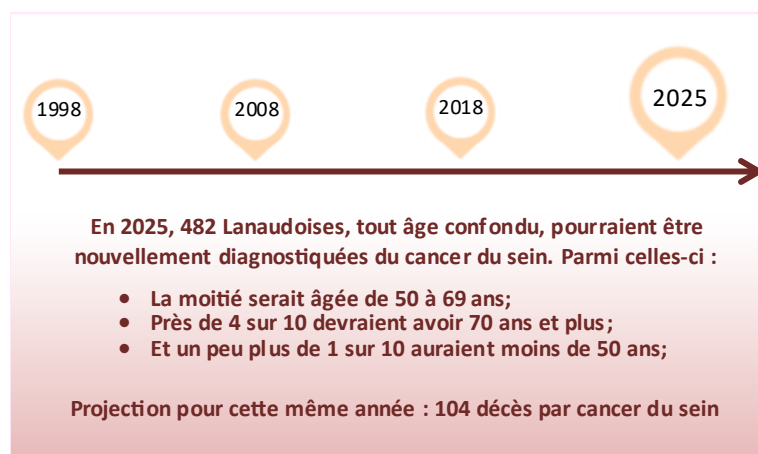 1998
2008
2018
2025
En 2025, 482 Lanaudoises, tout âge confondu, pourraient être
nouvellement diagnostiquées du cancer du sein. Parmi celles-ci :
• La moitié serait âgée de 50 à 69 ans;
• Près de 4 sur 10 devraient avoir 70 ans et plus;
• Et un peu plus de 1 sur 10 auraient moins de 50 ans;
Projection pour cette même année : 104 décès par cancer du sein